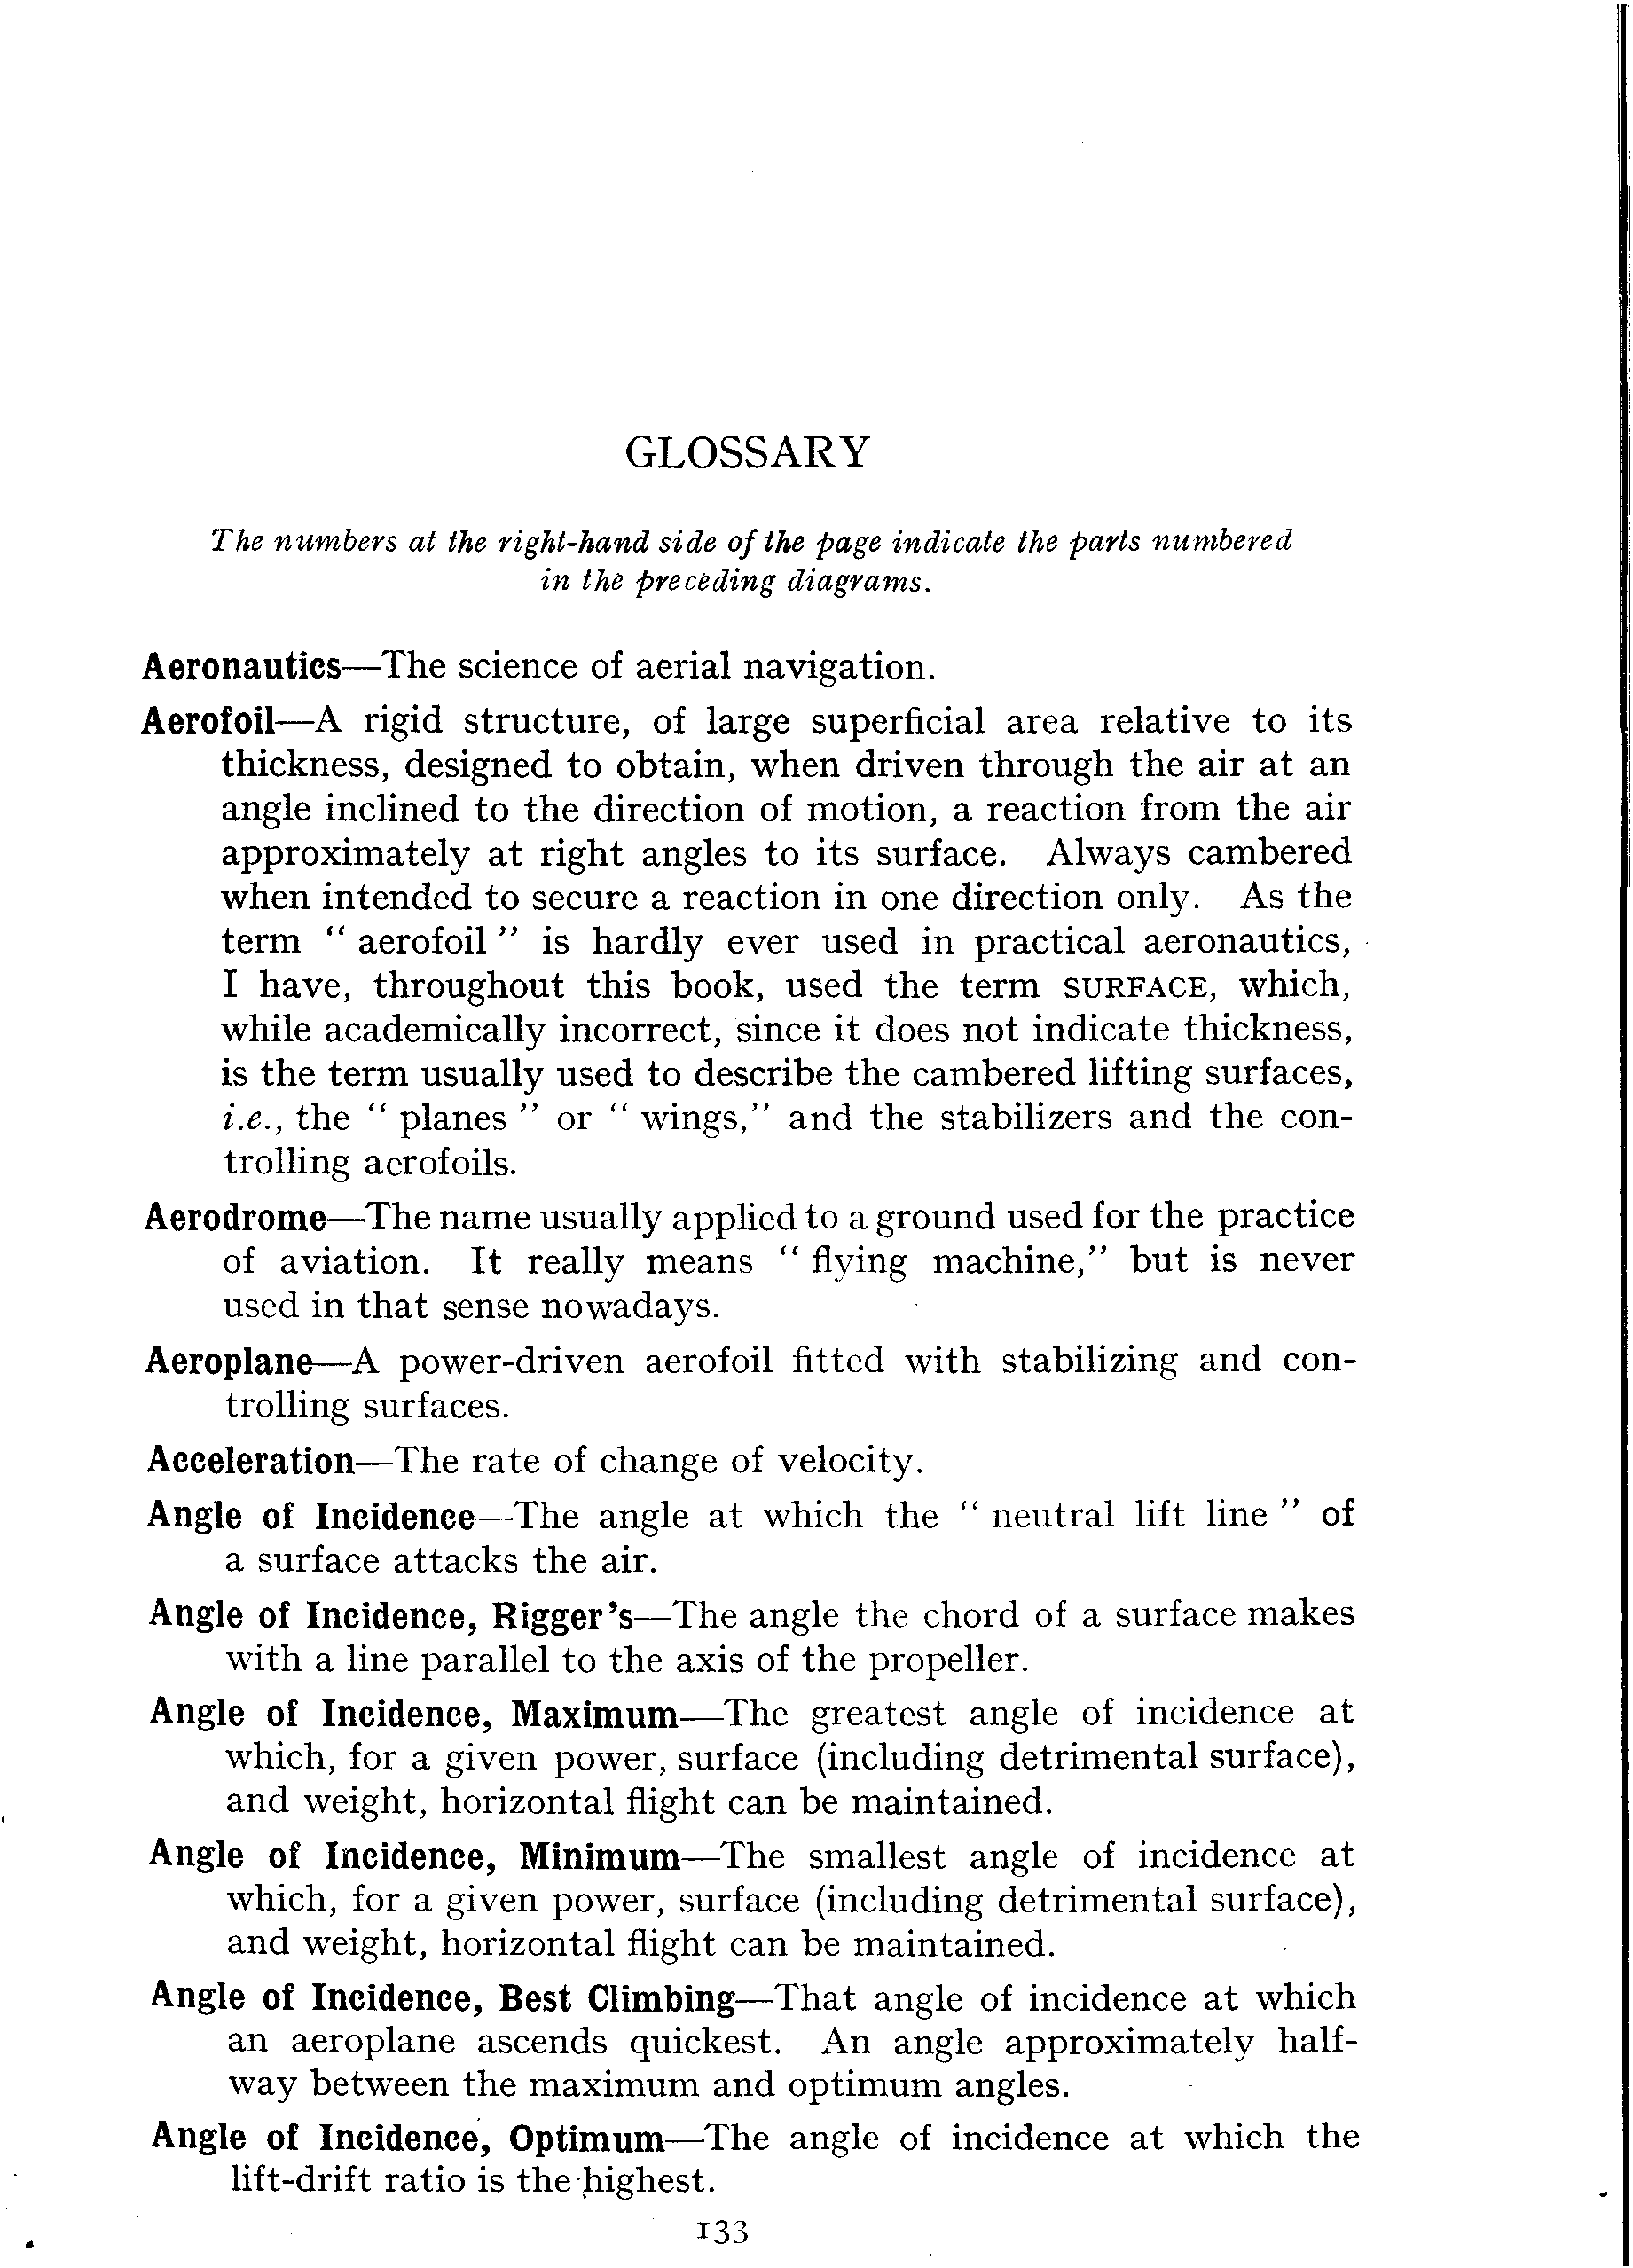 GLOSSARY
The numbers at the right-hand side of the page indicate the parts numbered
in the preceding diagrams.
Aeronautics—The science of aerial navigation.
Aerofoil—A rigid structure, of large superficial area relative to its
thickness, designed to obtain, when driven through the air at an
angle inclined to the direction of motion, a reaction from the air
approximately at right angles to its surface. Always cambered
when intended to secure a reaction in one direction only. As the
term “ aerofoil ” is hardly ever used in practical aeronautics,
I have, throughout this book, used the term SURFACE, which,
while academically incorrect, since it does not indicate thickness,
is the term usually used to describe the cambered lifting surfaces,
i.e., the “ planes ” or “ wings,” and the stabilizers and the con-
trolling aerofoils.
Aerodrome—The name usually applied to a ground used for the practice
of aviation. It really means “ flying machine,” but is never
used in that sense nowadays.
Aeroplane—A power-driven aerofoil fitted with stabilizing and con-
trolling surfaces.
Acceleration—The rate of change of velocity.
Angle of Incidence—The angle at which the “ neutral lift line ” of
a surface attacks the air.
Angle of Incidence, Rigger’s—The angle the chord of a surface makes
with a line parallel to the axis of the propeller.
Angle of Incidence, Maximum—The greatest angle of incidence at
which, for a given power, surface (including detrimental surface),
and weight, horizontal flight can be maintained.
Angle of Incidence, Minimum—The smallest angle of incidence at
which, for a given power, surface (including detrimental surface),
and weight, horizontal flight can be maintained.
Angle of Incidence, Best Climbing—That angle of incidence at which
an aeroplane ascends quickest. An angle approximately half-
way between the maximum and optimum angles.
Angle of Incidence, Optimum—The angle of incidence at which the
lift-drift ratio is the highest.
133